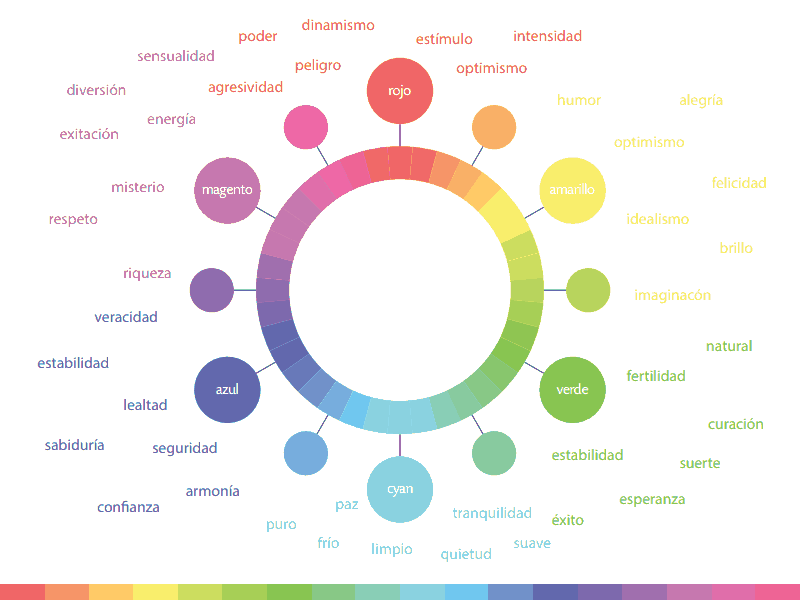 dinamismo
poder
estímulo
intensidad
sensualidad
peligro
optimismo
agresividad
rojo
diversión
humor
alegría
energía
exitación
optimismo
misterio
magento
amarillo
felicidad
respeto
idealismo
brillo
riqueza
imaginacón
veracidad
natural
estabilidad
fertilidad
azul
verde
lealtad
curación
sabiduría
seguridad
estabilidad
suerte
armonía
cyan
esperanza
confianza
paz
tranquilidad
éxito
puro
frío
limpio
quietud
suave